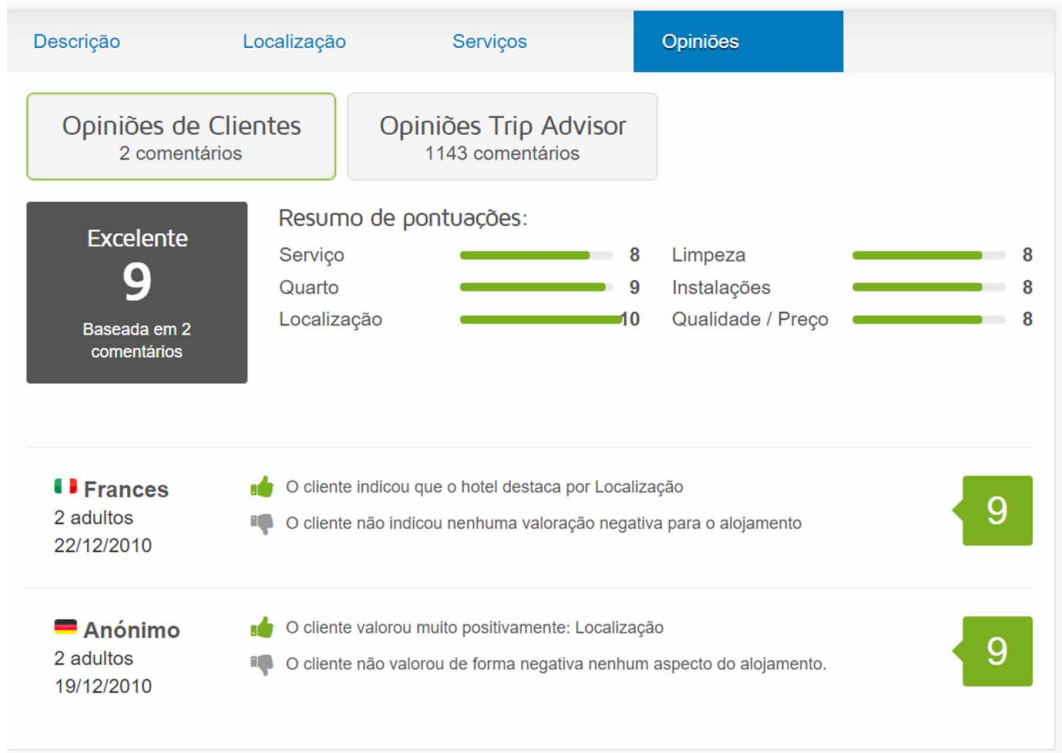 Descrição Localização Serviços Opiniões
Opiniões de Clientes
2 comentários
Opiniões Trip Advisor
1143 comentários
Excelente
9
Baseada em 2
comentários
Resumo de pontuações:
Serviço 8 Limpeza 8
Quarto 9 Instalações 8
Localização 10 Qualidade / Preço 8
Frances
2 adultos
22/12/2010
O cliente indicou que o hotel destaca por Localização
O cliente não indicou nenhuma valoração negativa para o alojamento
9
Anónimo
2 adultos
19/12/2010
O cliente valorou muito positivamente: Localização
O cliente não valorou de forma negativa nenhum aspecto do alojamento.
9